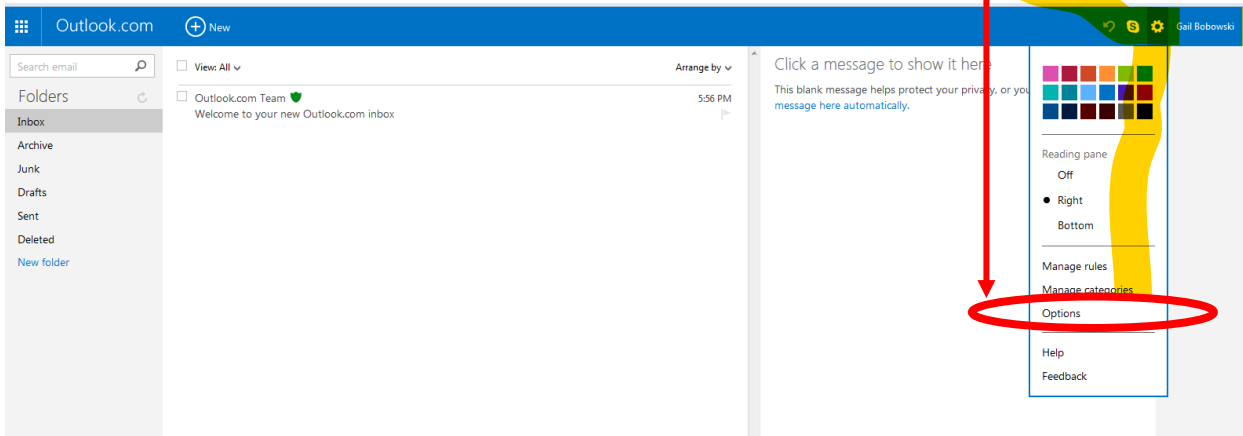 Outlook.com
New
Gail Bobowski
Search email
Folders
Inbox
Archive
Junk
Drafts
Sent
Deleted
New folder
View: All
Arrange by
Outlook.com Team
5:56 PM
Welcome to your new Outlook.com inbox
Click a message to show it here
This blank message helps protect your privacy, or you
message here automatically.
Reading pane
Off
Right
Bottom
Manage rules
Manage categories
Options
Help
Feedback